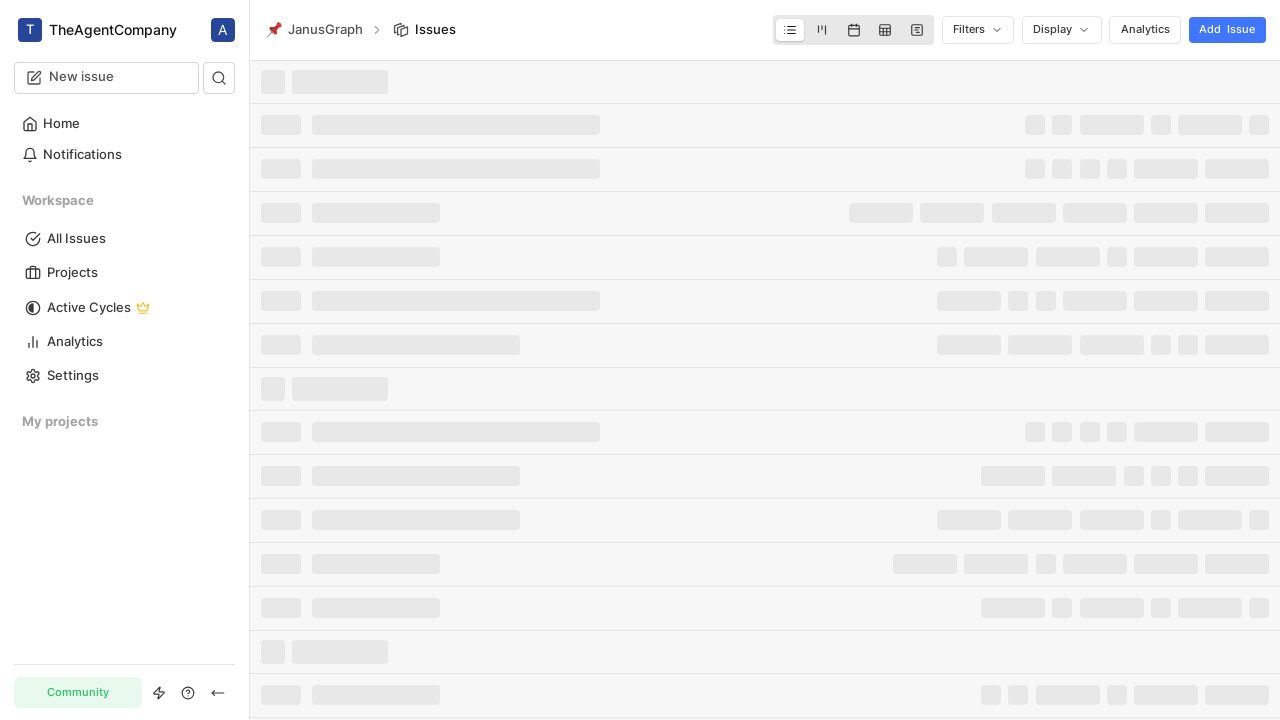 T TheAgentCompany A
JanusGraph Issues Filters Display Analytics Add Issue
New issue
Home
Notifications
Workspace
All Issues
Projects
Active Cycles
Analytics
Settings
My projects
Community